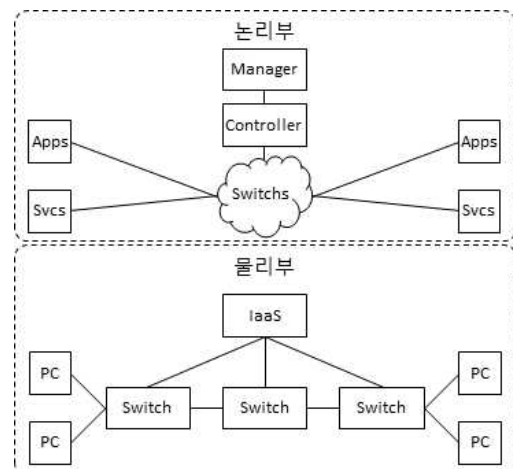 논리부
Manager
Controller
Apps
Apps
Switchs
Svcs
Svcs
물리부
IaaS
PC
PC
Switch
Switch
Switch
PC
PC